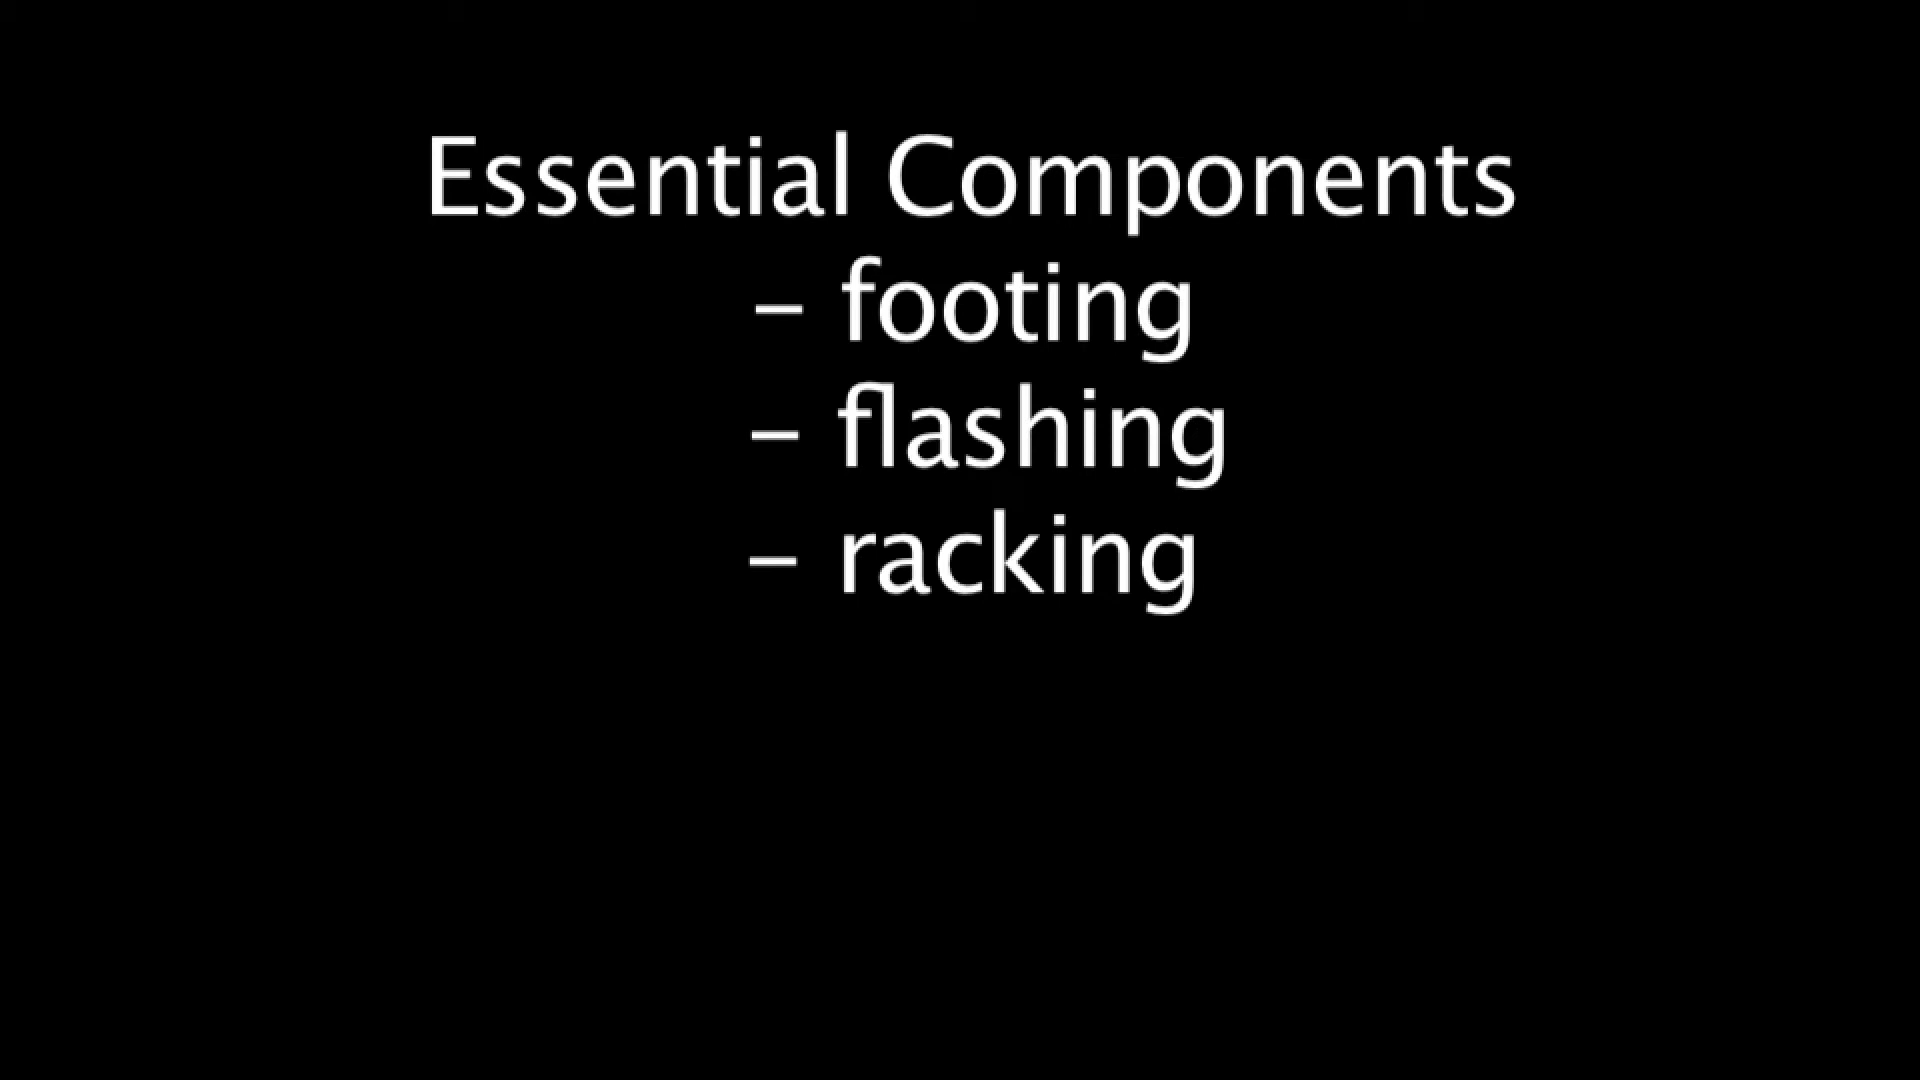 Essential Components
– footing
– flashing
– racking